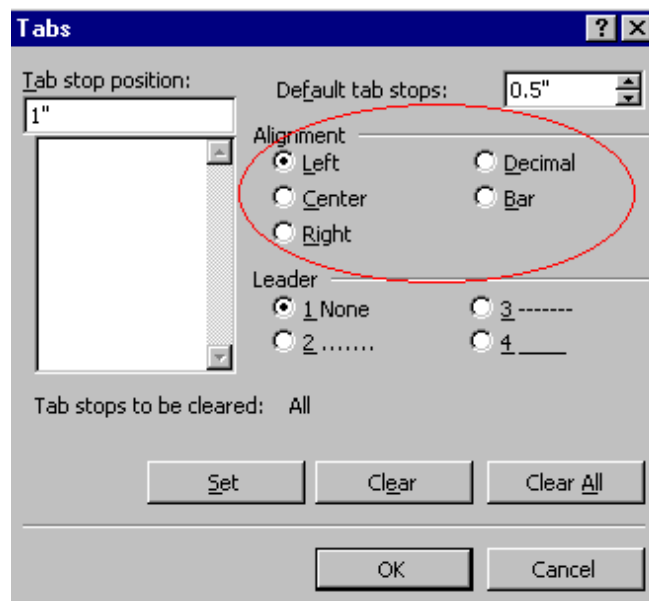 Tabs
Tab stop position:
Default tab stops: 0.5"
1"
Alignment
Left Decimal
Center Bar
Right
Leader
1 None 3 -------
2 ....... 4 ____
Tab stops to be cleared: All
Set Clear Clear All
OK Cancel